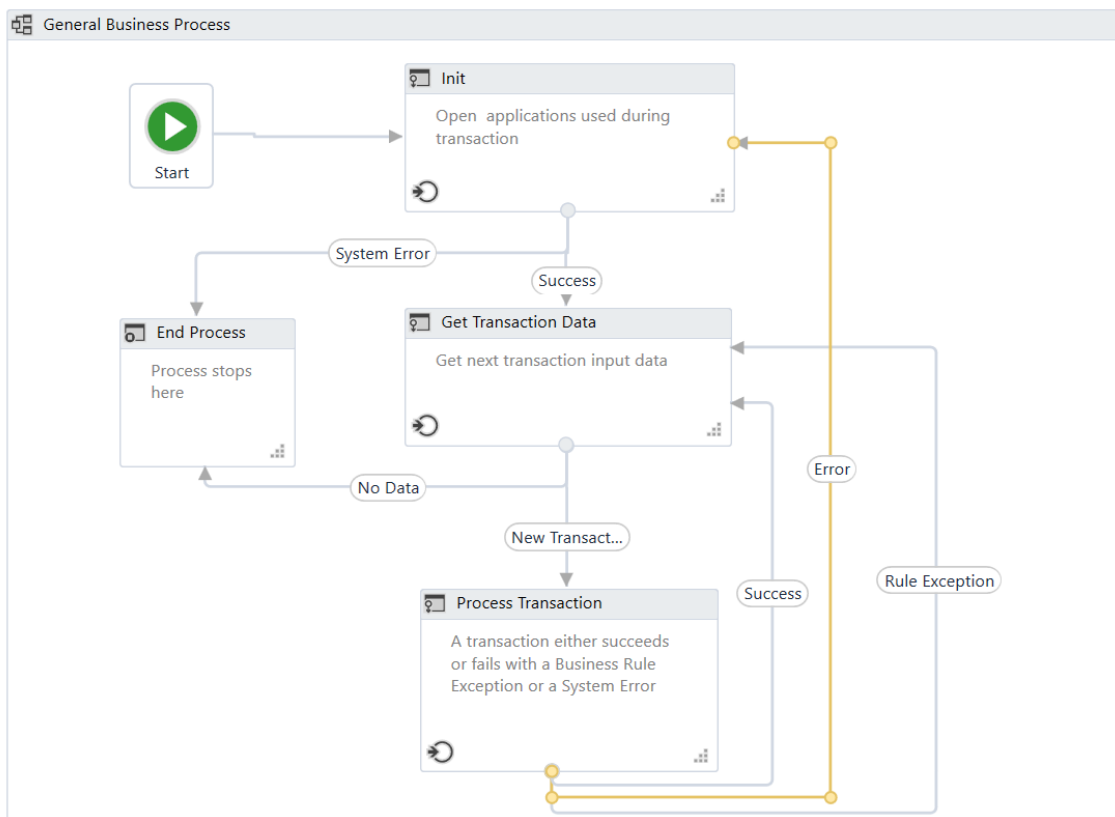 General Business Process
Init
Open applications used during
transaction
Start
System Error
Success
Get Transaction Data
Get next transaction input data
End Process
Process stops
here
Error
No Data
New Transact...
Rule Exception
Success
Process Transaction
A transaction either succeeds
or fails with a Business Rule
Exception or a System Error